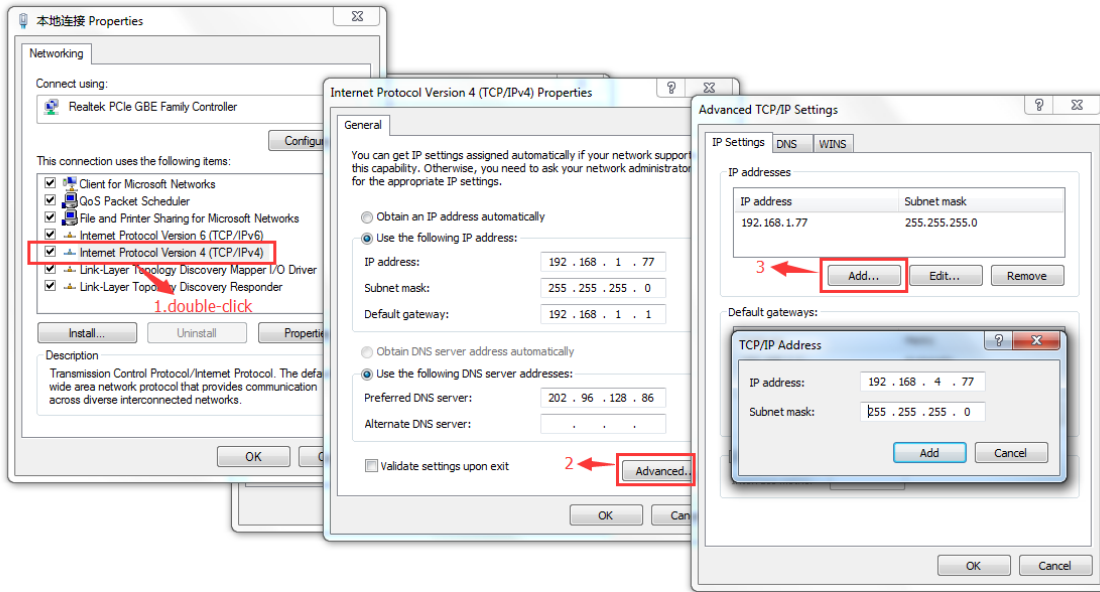 本地连接 Properties
Networking
Connect using:
Realtek PCIe GBE Family Controller
This connection uses the following items:
Client for Microsoft Networks
QoS Packet Scheduler
File and Printer Sharing for Microsoft Networks
Internet Protocol Version 6 (TCP/IPv6)
Internet Protocol Version 4 (TCP/IPv4)
Link-Layer Topology Discovery Mapper I/O Driver
Link-Layer Topology Discovery Responder
1.double-click
Install...
Uninstall
Description
Transmission Control Protocol/Internet Protocol. The
wide area network protocol that provides communication
across diverse interconnected networks.
OK
Internet Protocol Version 4 (TCP/IPv4) Properties
General
You can get IP settings assigned automatically if your network support
this capability. Otherwise, you need to ask your network administrator
for the appropriate IP settings.
Obtain an IP address automatically
Use the following IP address:
IP address: 192 . 168 . 1 . 77
Subnet mask: 255 . 255 . 255 . 0
Default gateway: 192 . 168 . 1 . 1
Obtain DNS server address automatically
Use the following DNS server addresses:
Preferred DNS server: 202 . 96 . 128 . 86
Alternate DNS server: . . .
Validate settings upon exit
2
Advanced..
OK
Advanced TCP/IP Settings
IP Settings DNS WINS
IP addresses
IP address Subnet mask
192.168.1.77 255.255.255.0
3
Add... Edit... Remove
Default gateways:
TCP/IP Address
IP address: 192 . 168 . 4 . 77
Subnet mask: 255 . 255 . 255 . 0
Add Cancel
OK Cancel